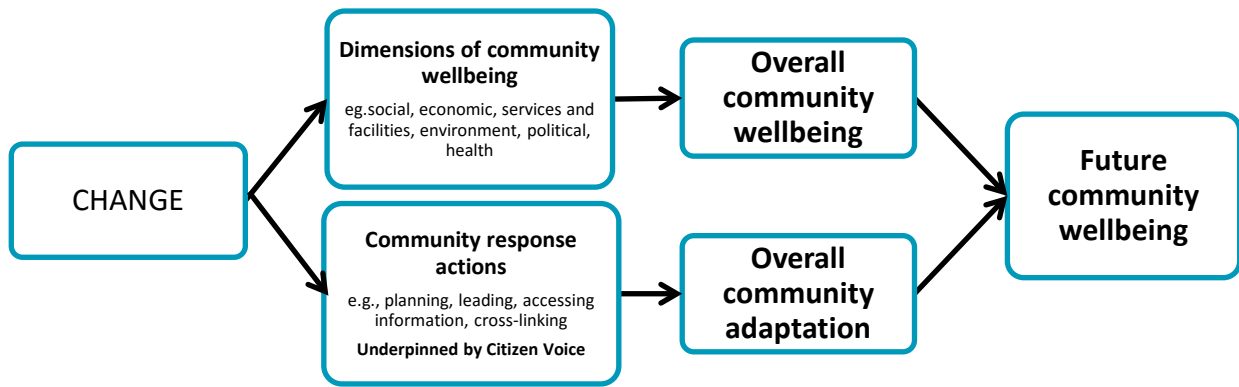 CHANGE
Dimensions of community
wellbeing
eg.social, economic, services and
facilities, environment, political,
health
Community response
actions
e.g., planning, leading, accessing
information, cross-linking
Underpinned by Citizen Voice
Overall
community
wellbeing
Overall
community
adaptation
Future
community
wellbeing